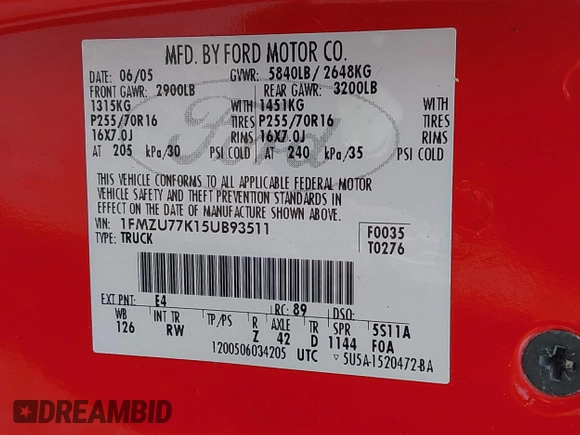 MFD. BY FORD MOTOR CO.
DATE 06/05 GVWR: 5840LB/2648KG
FRONT GAWR: 2900LB REAR GAWR: 3200LB
1315KG WITH 1451KG WITH
P255/70R16 TIRES P255/70R16 TIRES
16X7.0J RIMS 16X7.0J RIMS
AT 205 kPa/30 PSI COLD AT 240 kPa/35 PSI COLD
Ford
THIS VEHICLE CONFORMS TO ALL APPLICABLE FEDERAL MOTOR
VEHICLE SAFETY AND THEFT PREVENTION STANDARDS IN
EFFECT ON THE DATE OF MANUFACTURE SHOWN ABOVE.
VIN: 1FMZU77K15UB93511 F0035
TYPE: TRUCK T0276
EXT PNT: E4 RC: 89 DSO:
WB INT TR TP/PS R AXLE TR SPR 5S11A
126 RW Z 42 D 1144 FOA
1200506034205 UTC ▽5U5A-1520472-BA
DREAMBID